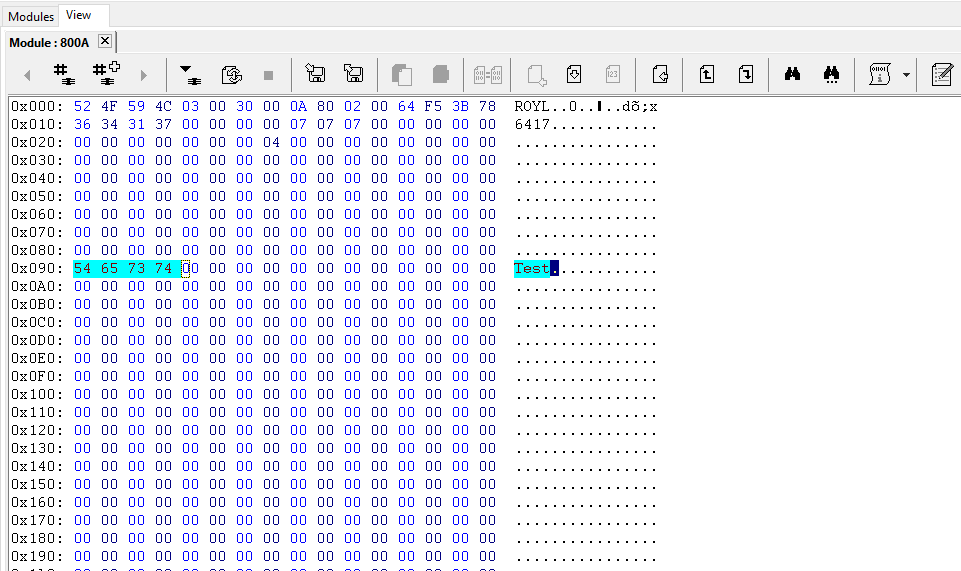 Modules View
Module : 800A
0x000: 52 4F 59 4C 03 00 30 00 0A 80 02 00 64 F5 3B 78 ROYL..0..▮..dõ;x
0x010: 36 34 31 37 00 00 00 00 07 07 07 00 00 00 00 00 6417............
0x020: 00 00 00 00 00 00 00 04 00 00 00 00 00 00 00 00 ................
0x030: 00 00 00 00 00 00 00 00 00 00 00 00 00 00 00 00 ................
0x040: 00 00 00 00 00 00 00 00 00 00 00 00 00 00 00 00 ................
0x050: 00 00 00 00 00 00 00 00 00 00 00 00 00 00 00 00 ................
0x060: 00 00 00 00 00 00 00 00 00 00 00 00 00 00 00 00 ................
0x070: 00 00 00 00 00 00 00 00 00 00 00 00 00 00 00 00 ................
0x080: 00 00 00 00 00 00 00 00 00 00 00 00 00 00 00 00 ................
0x090: 54 65 73 74 00 00 00 00 00 00 00 00 00 00 00 00 Test............
0x0A0: 00 00 00 00 00 00 00 00 00 00 00 00 00 00 00 00 ................
0x0B0: 00 00 00 00 00 00 00 00 00 00 00 00 00 00 00 00 ................
0x0C0: 00 00 00 00 00 00 00 00 00 00 00 00 00 00 00 00 ................
0x0D0: 00 00 00 00 00 00 00 00 00 00 00 00 00 00 00 00 ................
0x0E0: 00 00 00 00 00 00 00 00 00 00 00 00 00 00 00 00 ................
0x0F0: 00 00 00 00 00 00 00 00 00 00 00 00 00 00 00 00 ................
0x100: 00 00 00 00 00 00 00 00 00 00 00 00 00 00 00 00 ................
0x110: 00 00 00 00 00 00 00 00 00 00 00 00 00 00 00 00 ................
0x120: 00 00 00 00 00 00 00 00 00 00 00 00 00 00 00 00 ................
0x130: 00 00 00 00 00 00 00 00 00 00 00 00 00 00 00 00 ................
0x140: 00 00 00 00 00 00 00 00 00 00 00 00 00 00 00 00 ................
0x150: 00 00 00 00 00 00 00 00 00 00 00 00 00 00 00 00 ................
0x160: 00 00 00 00 00 00 00 00 00 00 00 00 00 00 00 00 ................
0x170: 00 00 00 00 00 00 00 00 00 00 00 00 00 00 00 00 ................
0x180: 00 00 00 00 00 00 00 00 00 00 00 00 00 00 00 00 ................
0x190: 00 00 00 00 00 00 00 00 00 00 00 00 00 00 00 00 ................